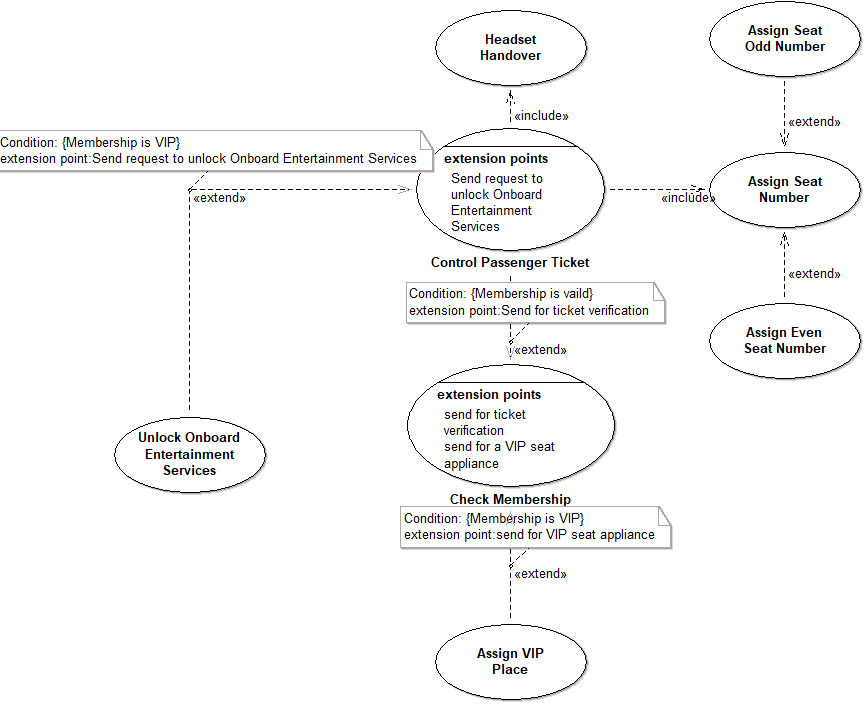 Headset
Handover
Assign Seat
Odd Number
«include»
«extend»
Condition: {Membership is VIP}
extension point:Send request to unlock Onboard Entertainment Services
extension points
Send request to
unlock Onboard
Entertainment
Services
«extend»
«include»
Assign Seat
Number
Control Passenger Ticket
«extend»
Condition: {Membership is vaild}
extension point:Send for ticket verification
«extend»
Assign Even
Seat Number
extension points
send for ticket
verification
send for a VIP seat
appliance
Unlock Onboard
Entertainment
Services
Check Membership
Condition: {Membership is VIP}
extension point:send for VIP seat appliance
«extend»
Assign VIP
Place